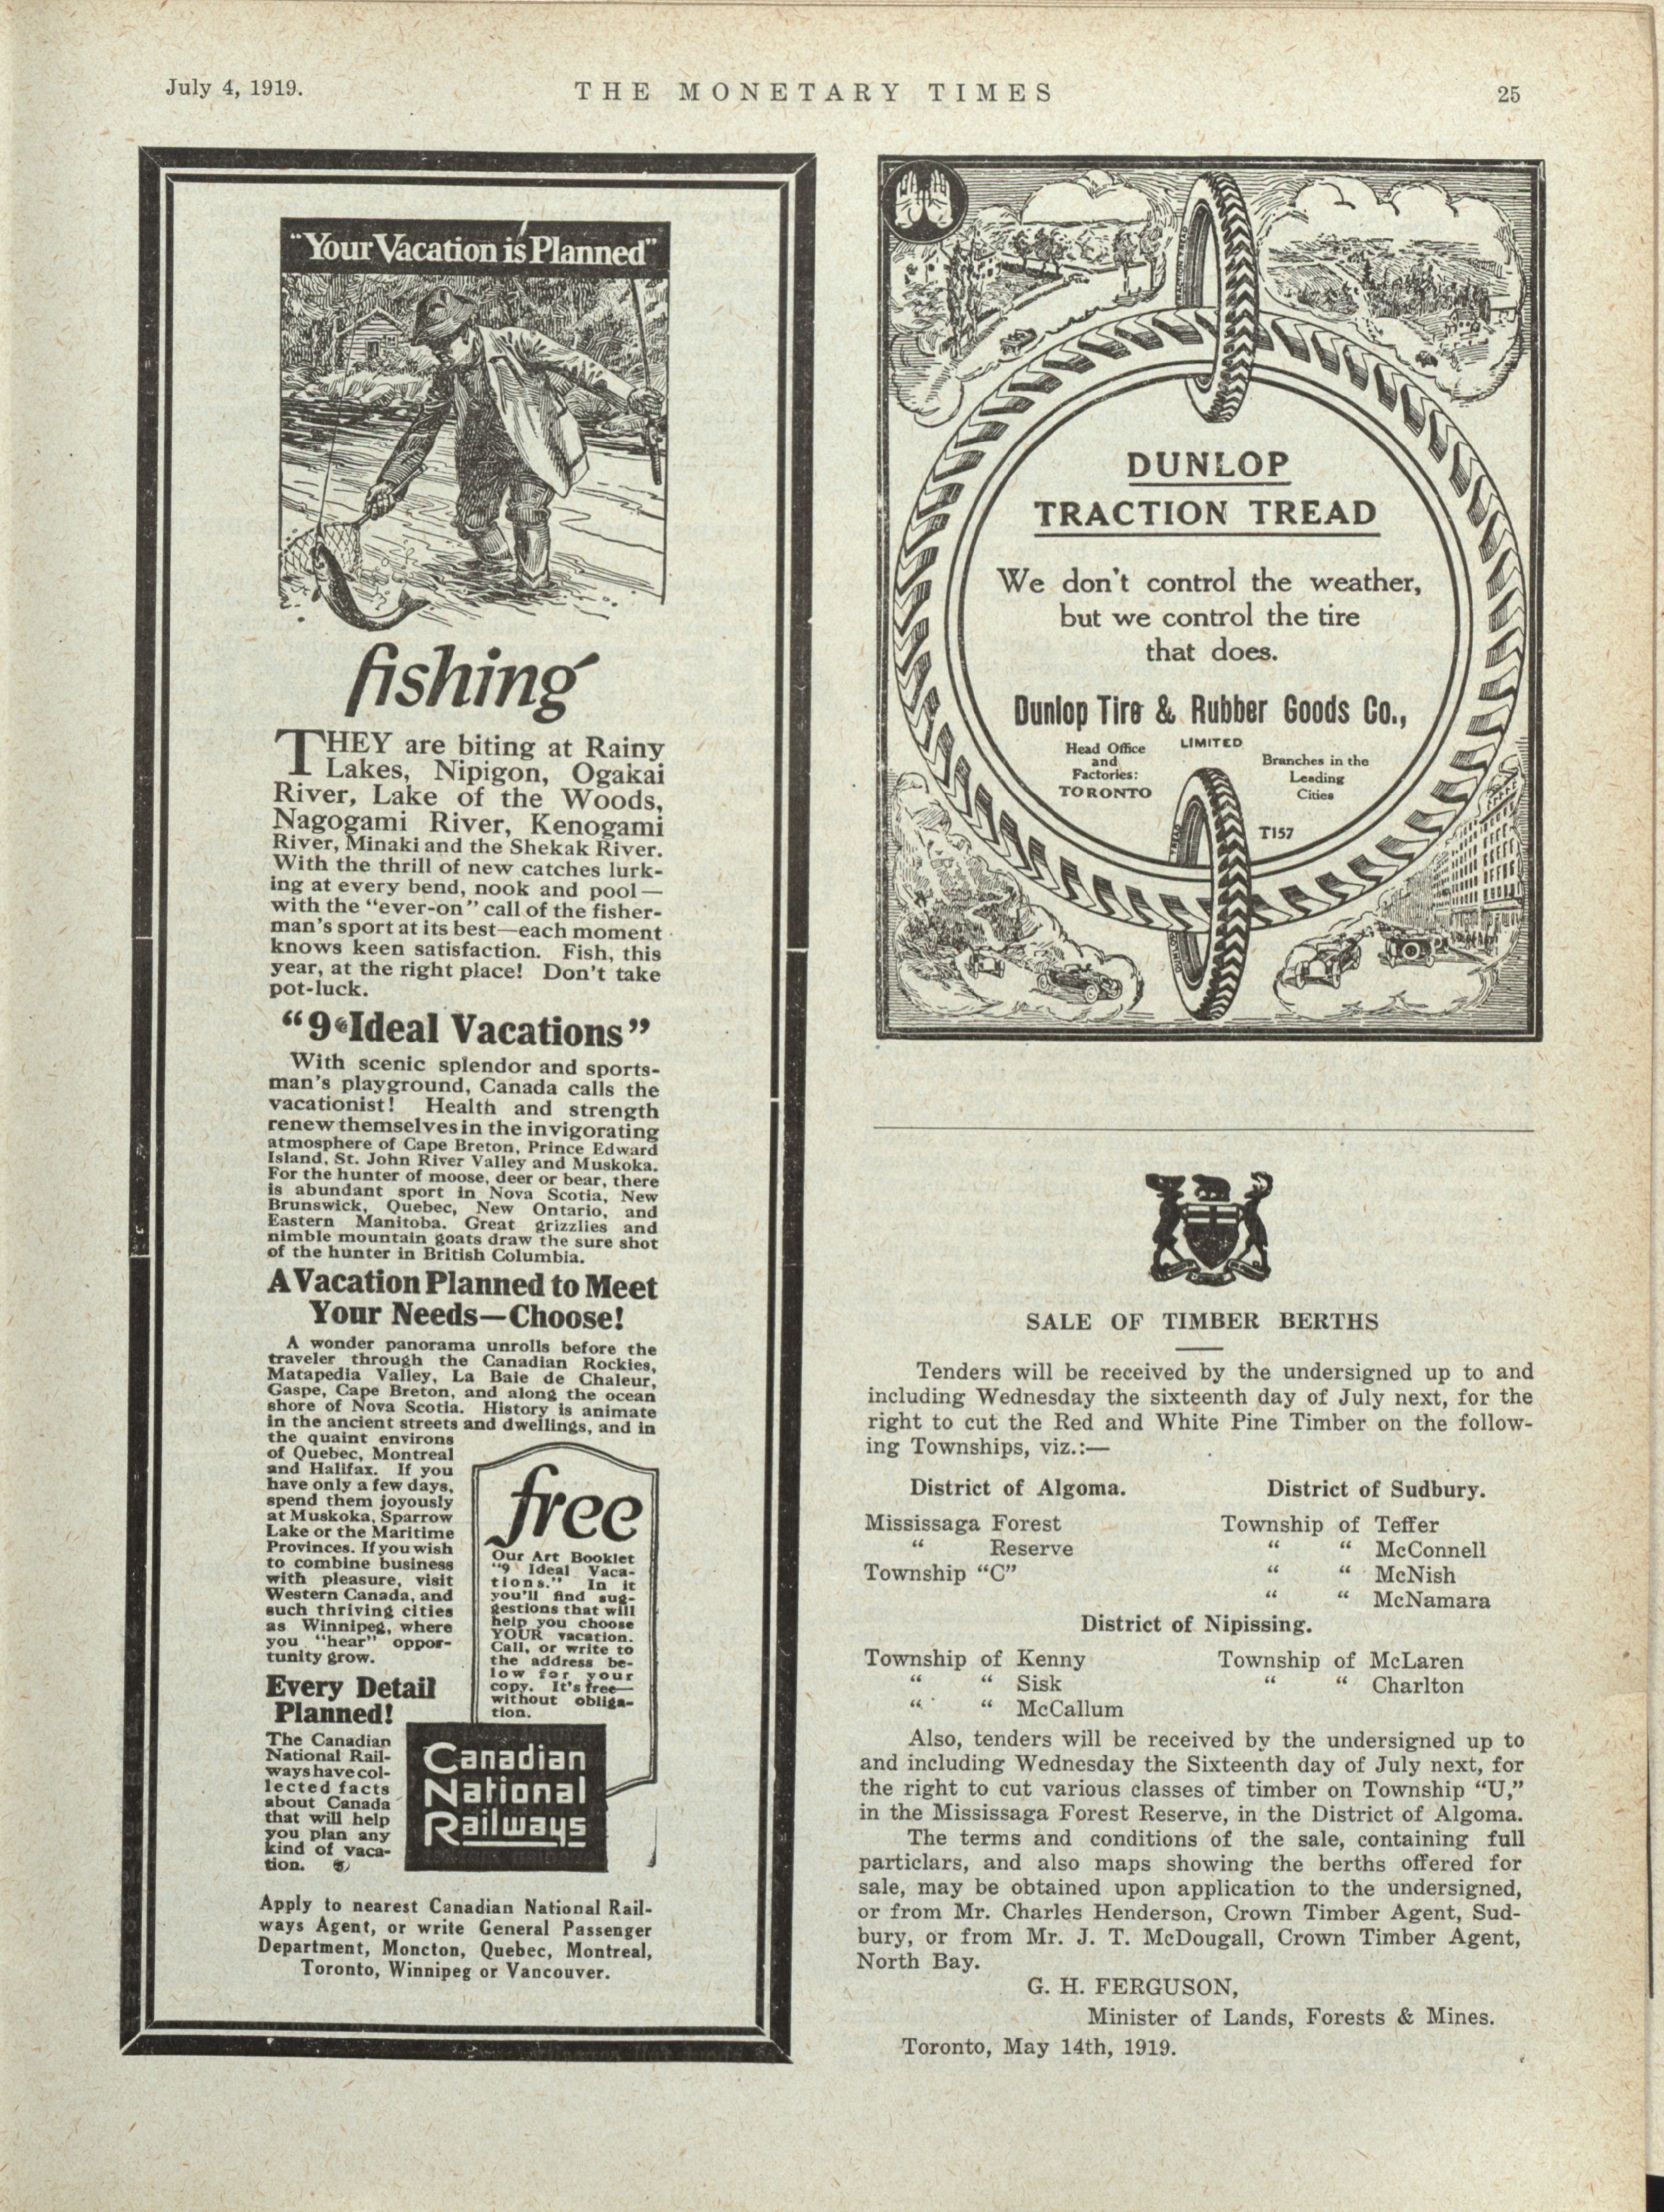 July 4, 1919.
THE MONETARY TIMES
25
"Your Vacation is Planned"
fishing
THEY are biting at Rainy
Lakes, Nipigon, Ogakai
River, Lake of the Woods,
Nagogami River, Kenogami
River, Minaki and the Shekak River.
With the thrill of new catches lurk-
ing at every bend, nook and pool—
with the "ever-on" call of the fisher-
man's sport at its best—each moment
knows keen satisfaction. Fish, this
year, at the right place! Don't take
pot-luck.
"9 Ideal Vacations"
With scenic splendor and sports-
man's playground, Canada calls the
vacationist! Health and strength
renew themselves in the invigorating
atmosphere of Cape Breton, Prince Edward
Island, St. John River Valley and Muskoka.
For the hunter of moose, deer or bear, there
is abundant sport in Nova Scotia, New
Brunswick, Quebec, New Ontario, and
Eastern Manitoba. Great grizzlies and
nimble mountain goats draw the sure shot
of the hunter in British Columbia.
A Vacation Planned to Meet
Your Needs—Choose!
A wonder panorama unrolls before the
traveler through the Canadian Rockies,
Matapedia Valley, La Baie de Chaleur,
Gaspe, Cape Breton, and along the ocean
shore of Nova Scotia. History is animate
in the ancient streets and dwellings, and in
the quaint environs
of Quebec, Montreal
and Halifax. If you
have only a few days,
spend them joyously
at Muskoka, Sparrow
Lake or the Maritime
Provinces. If you wish
to combine business
with pleasure, visit
Western Canada, and
such thriving cities
as Winnipeg, where
you "hear" oppor-
tunity grow.
Every Detail
Planned!
The Canadian
National Rail-
ways have col-
lected facts
about Canada
that will help
you plan any
kind of vaca-
tion.
free
Our Art Booklet
"9 Ideal Vaca-
tions." In it
you'll find sug-
gestions that will
help you choose
YOUR vacation.
Call, or write to
the address be-
low for your
copy. It's free—
without obliga-
tion.
Canadian
National
Railways
Apply to nearest Canadian National Rail-
ways Agent, or write General Passenger
Department, Moncton, Quebec, Montreal,
Toronto, Winnipeg or Vancouver.
DUNLOP
TRACTION TREAD
We don't control the weather,
but we control the tire
that does.
Dunlop Tire & Rubber Goods Co.,
LIMITED
Head Office
and
Factories:
TORONTO
Branches in the
Leading
Cities
T157
SALE OF TIMBER BERTHS
Tenders will be received by the undersigned up to and
including Wednesday the sixteenth day of July next, for the
right to cut the Red and White Pine Timber on the follow-
ing Townships, viz.:—
District of Algoma. District of Sudbury.
Mississaga Forest Township of Teffer
" Reserve " " McConnell
Township "C" " " McNish
" " McNamara
District of Nipissing.
Township of Kenny Township of McLaren
" " Sisk " " Charlton
" " McCallum
Also, tenders will be received by the undersigned up to
and including Wednesday the Sixteenth day of July next, for
the right to cut various classes of timber on Township "U,"
in the Mississaga Forest Reserve, in the District of Algoma.
The terms and conditions of the sale, containing full
particlars, and also maps showing the berths offered for
sale, may be obtained upon application to the undersigned,
or from Mr. Charles Henderson, Crown Timber Agent, Sud-
bury, or from Mr. J. T. McDougall, Crown Timber Agent,
North Bay.
G. H. FERGUSON,
Minister of Lands, Forests & Mines.
Toronto, May 14th, 1919.